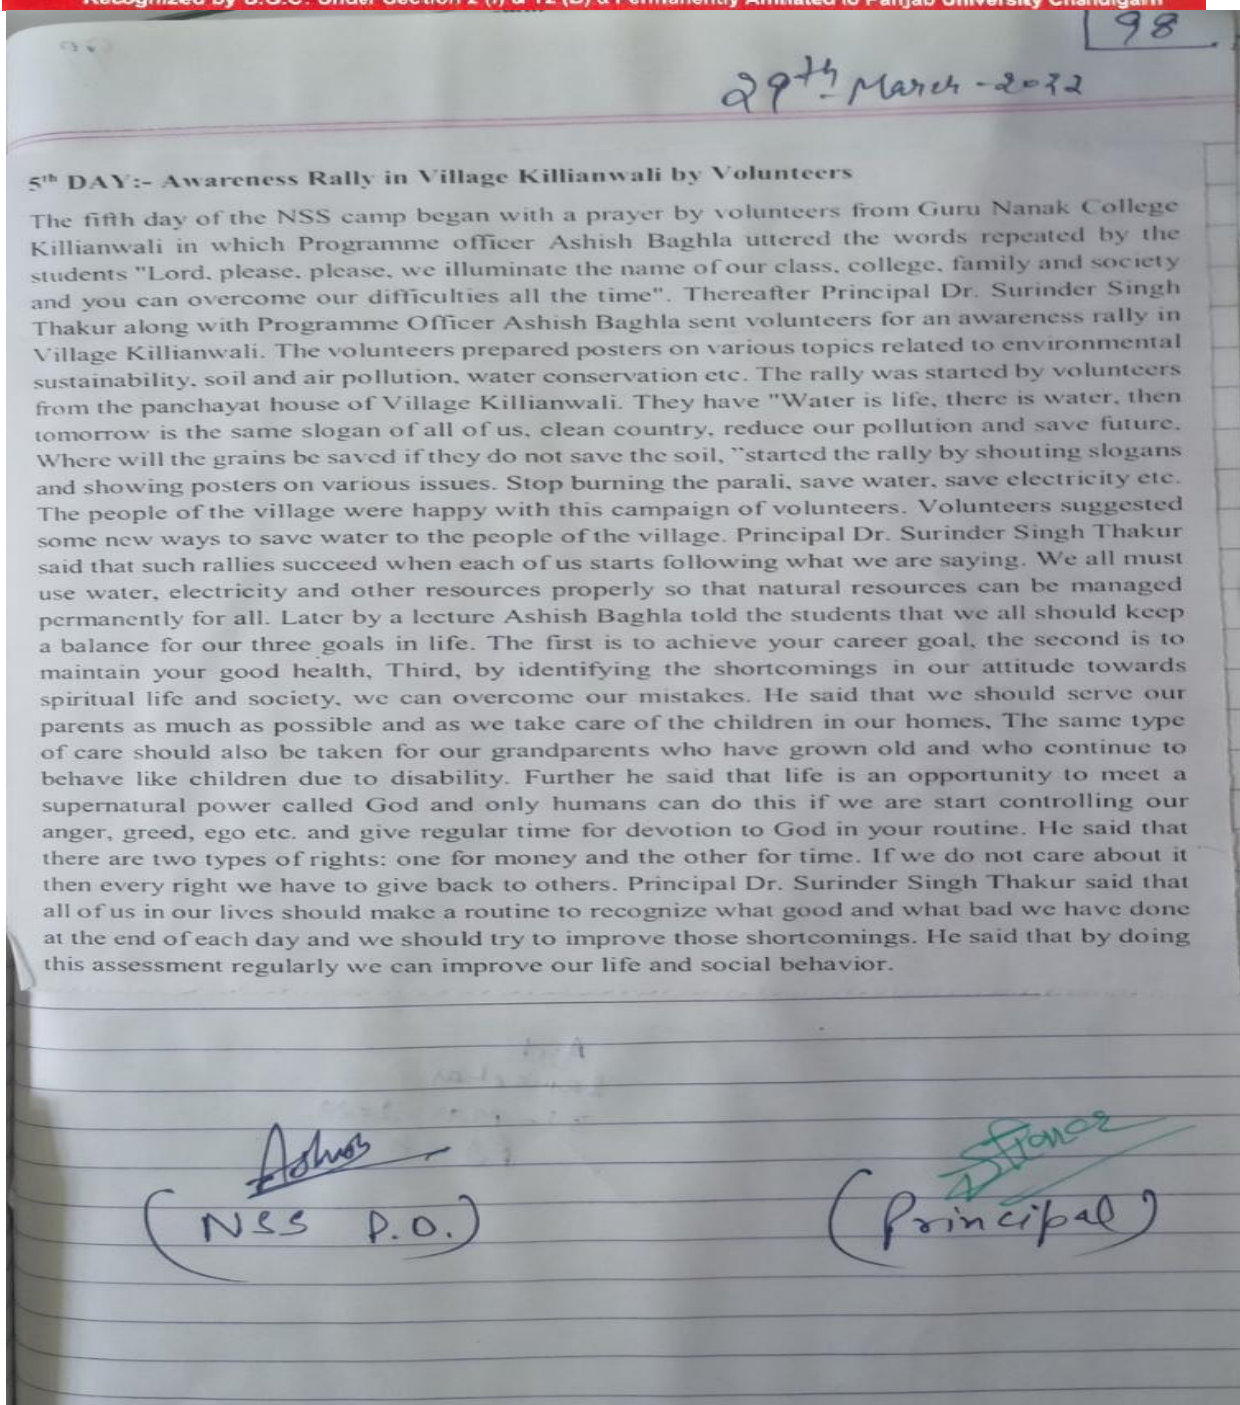 Recognized by U.G.C. Under Section 2 (f) & 12 (B) & Permanently Affiliated to Panjab University Chandigarh
98
29th March - 2022
5th DAY:- Awareness Rally in Village Killianwali by Volunteers
The fifth day of the NSS camp began with a prayer by volunteers from Guru Nanak College
Killianwali in which Programme officer Ashish Baghla uttered the words repeated by the
students "Lord, please, please, we illuminate the name of our class, college, family and society
and you can overcome our difficulties all the time". Thereafter Principal Dr. Surinder Singh
Thakur along with Programme Officer Ashish Baghla sent volunteers for an awareness rally in
Village Killianwali. The volunteers prepared posters on various topics related to environmental
sustainability, soil and air pollution, water conservation etc. The rally was started by volunteers
from the panchayat house of Village Killianwali. They have "Water is life, there is water, then
tomorrow is the same slogan of all of us, clean country, reduce our pollution and save future.
Where will the grains be saved if they do not save the soil, "started the rally by shouting slogans
and showing posters on various issues. Stop burning the parali, save water, save electricity etc.
The people of the village were happy with this campaign of volunteers. Volunteers suggested
some new ways to save water to the people of the village. Principal Dr. Surinder Singh Thakur
said that such rallies succeed when each of us starts following what we are saying. We all must
use water, electricity and other resources properly so that natural resources can be managed
permanently for all. Later by a lecture Ashish Baghla told the students that we all should keep
a balance for our three goals in life. The first is to achieve your career goal, the second is to
maintain your good health, Third, by identifying the shortcomings in our attitude towards
spiritual life and society, we can overcome our mistakes. He said that we should serve our
parents as much as possible and as we take care of the children in our homes, The same type
of care should also be taken for our grandparents who have grown old and who continue to
behave like children due to disability. Further he said that life is an opportunity to meet a
supernatural power called God and only humans can do this if we are start controlling our
anger, greed, ego etc. and give regular time for devotion to God in your routine. He said that
there are two types of rights: one for money and the other for time. If we do not care about it
then every right we have to give back to others. Principal Dr. Surinder Singh Thakur said that
all of us in our lives should make a routine to recognize what good and what bad we have done
at the end of each day and we should try to improve those shortcomings. He said that by doing
this assessment regularly we can improve our life and social behavior.
(NSS P.O.)
(Principal)